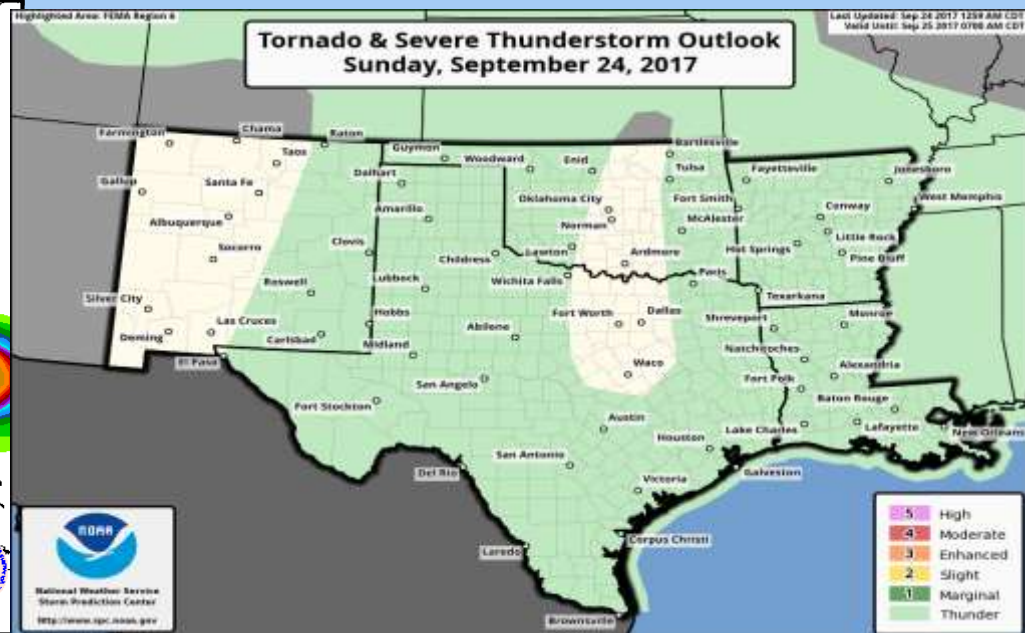 Highlighted Area: FEMA Region 6
Last Updated: Sep 24 2017 1259 AM CDT
Valid Until: Sep 25 2017 0700 AM CDT
Tornado & Severe Thunderstorm Outlook
Sunday, September 24, 2017
Farmington
Chama
Raton
Taos
Guymon
Woodward
Enid
Bartlesville
Tulsa
Fayetteville
Jonesboro
Gallup
Santa Fe
Dalhart
Oklahoma City
Fort Smith
West Memphis
Albuquerque
Amarillo
Norman
McAlester
Conway
Socorro
Clovis
Childress
Lawton
Ardmore
Hot Springs
Little Rock
Pine Bluff
Roswell
Lubbock
Wichita Falls
Paris
Texarkana
Silver City
Las Cruces
Hobbs
Fort Worth
Dallas
Shreveport
Monroe
Deming
Carlsbad
Midland
Abilene
El Paso
Waco
Natchitoches
Alexandria
San Angelo
Fort Polk
Fort Stockton
Baton Rouge
Austin
Lake Charles
Lafayette
New Orleans
Houston
San Antonio
Del Rio
Galveston
Victoria
Corpus Christi
Laredo
Brownsville
NOAA
National Weather Service
Storm Prediction Center
http://www.spc.noaa.gov
5 High
4 Moderate
3 Enhanced
2 Slight
1 Marginal
Thunder